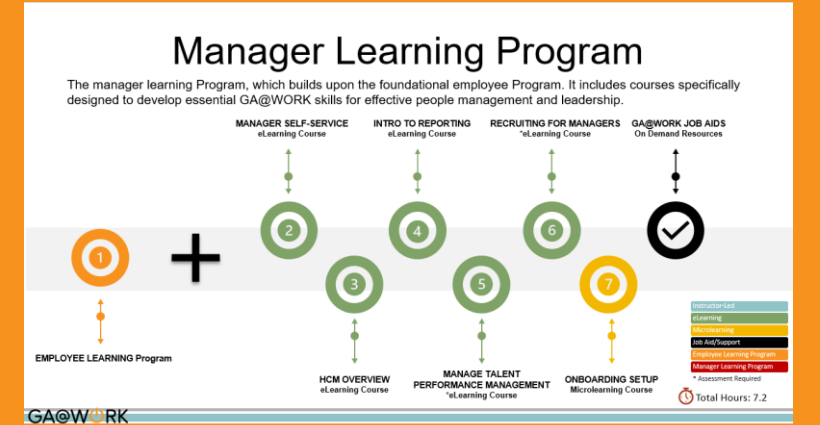 Manager Learning Program
The manager learning Program, which builds upon the foundational employee Program. It includes courses specifically
designed to develop essential GA@WORK skills for effective people management and leadership.
MANAGER SELF-SERVICE
eLearning Course
INTRO TO REPORTING
eLearning Course
RECRUITING FOR MANAGERS
*eLearning Course
GA@WORK JOB AIDS
On Demand Resources
1
2
3
4
5
6
7
EMPLOYEE LEARNING Program
HCM OVERVIEW
eLearning Course
MANAGE TALENT
PERFORMANCE MANAGEMENT
*eLearning Course
ONBOARDING SETUP
Microlearning Course
Instructor-Led
eLearning
Microlearning
Job Aid/Support
Employee Learning Program
Manager Learning Program
* Assessment Required
Total Hours: 7.2
GA@WORK